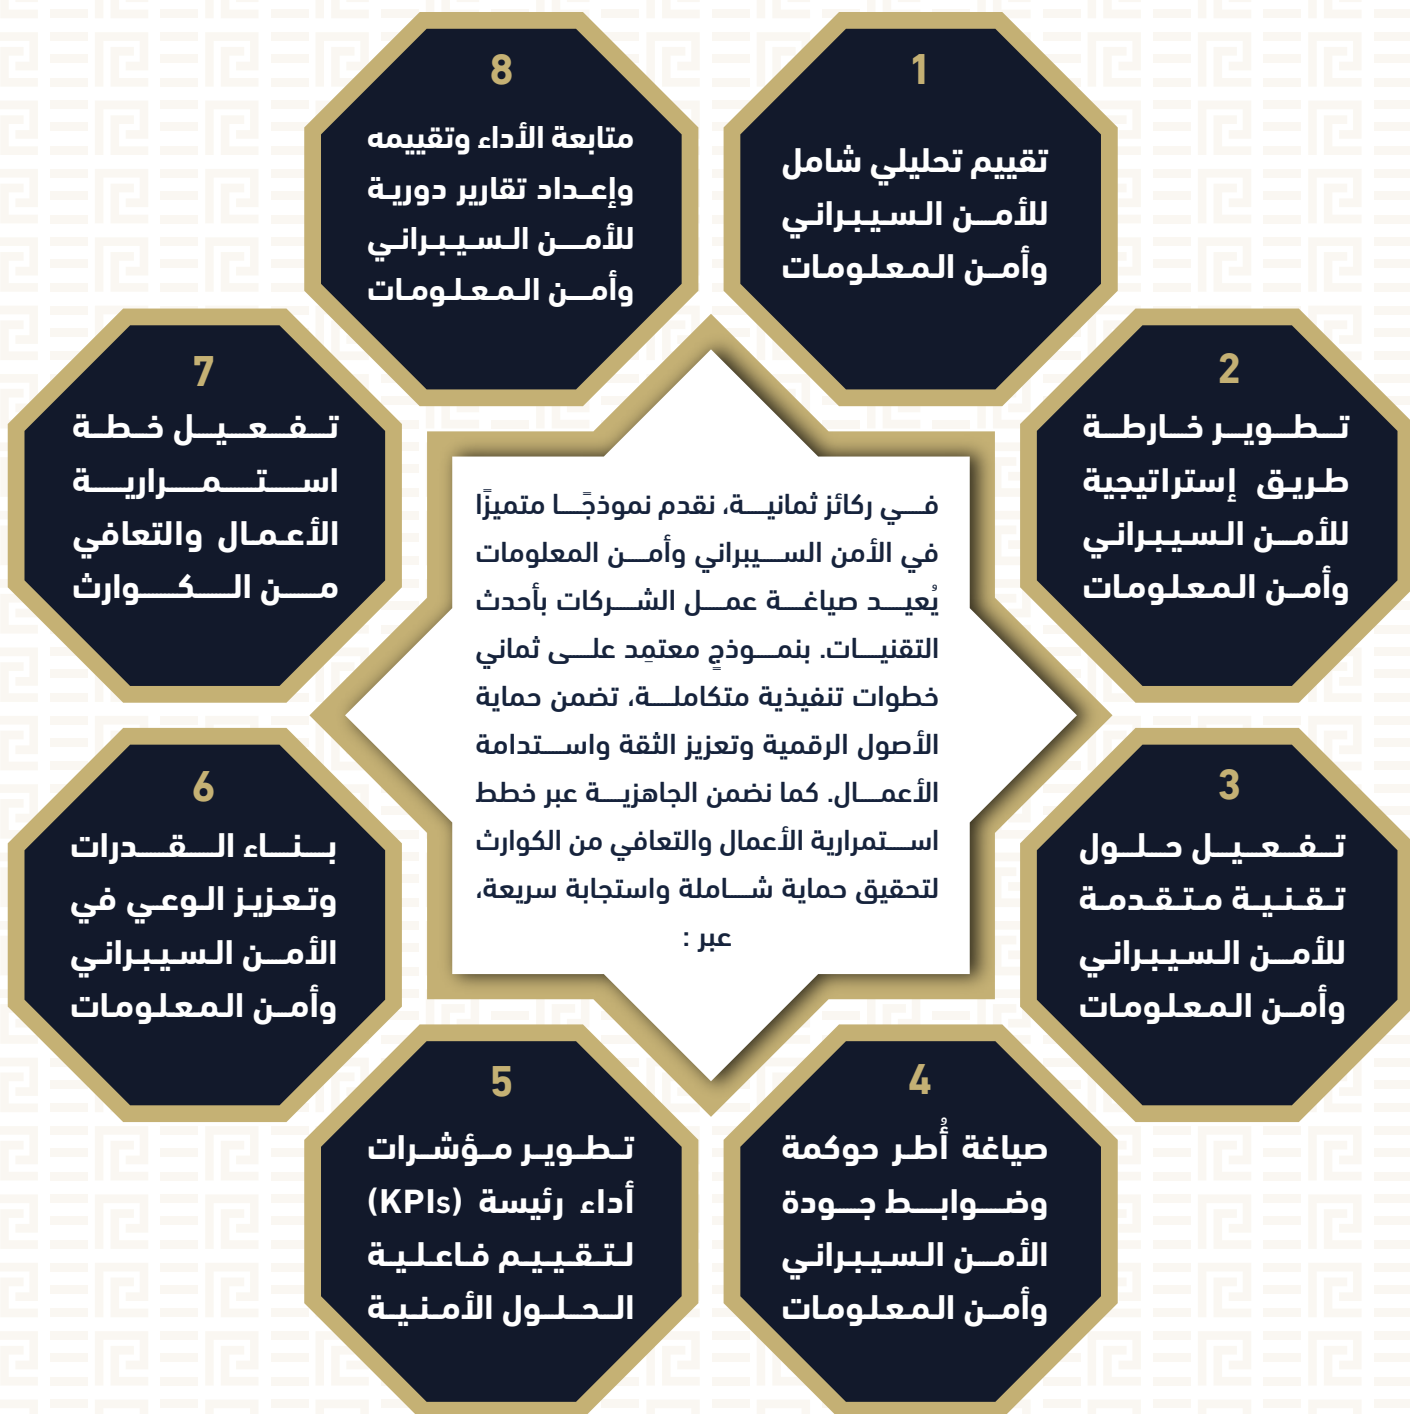 في ركائز ثمانية، نقدم نموذجًا متميزًا
في الأمن السيبراني وأمن المعلومات
يُعيد صياغة عمل الشركات بأحدث
التقنيات. بنموذجٍ معتمِد على ثماني
خطوات تنفيذية متكاملة، تضمن حماية
الأصول الرقمية وتعزيز الثقة واستدامة
الأعمال. كما نضمن الجاهزية عبر خطط
استمرارية الأعمال والتعافي من الكوارث
لتحقيق حماية شاملة واستجابة سريعة،
عبر :
1
تقييم تحليلي شامل
للأمن السيبراني
وأمن المعلومات
2
تطوير خارطة
طريق إستراتيجية
للأمن السيبراني
وأمن المعلومات
3
تفعيل حلول
تقنية متقدمة
للأمن السيبراني
وأمن المعلومات
4
صياغة أُطر حوكمة
وضوابط جودة
الأمن السيبراني
وأمن المعلومات
5
تطوير مؤشرات
أداء رئيسة (KPIs)
لتقييم فاعلية
الحلول الأمنية
6
بناء القدرات
وتعزيز الوعي في
الأمن السيبراني
وأمن المعلومات
7
تفعيل خطة
استمرارية
الأعمال والتعافي
من الكوارث
8
متابعة الأداء وتقييمه
وإعداد تقارير دورية
للأمن السيبراني
وأمن المعلومات